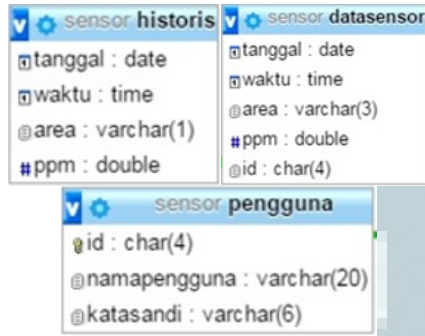 v sensor historis
tanggal : date
waktu : time
area : varchar(1)
# ppm : double
v sensor datasensor
tanggal : date
waktu : time
area : varchar(3)
# ppm : double
id : char(4)
v sensor pengguna
id : char(4)
namapengguna : varchar(20)
katasandi : varchar(6)